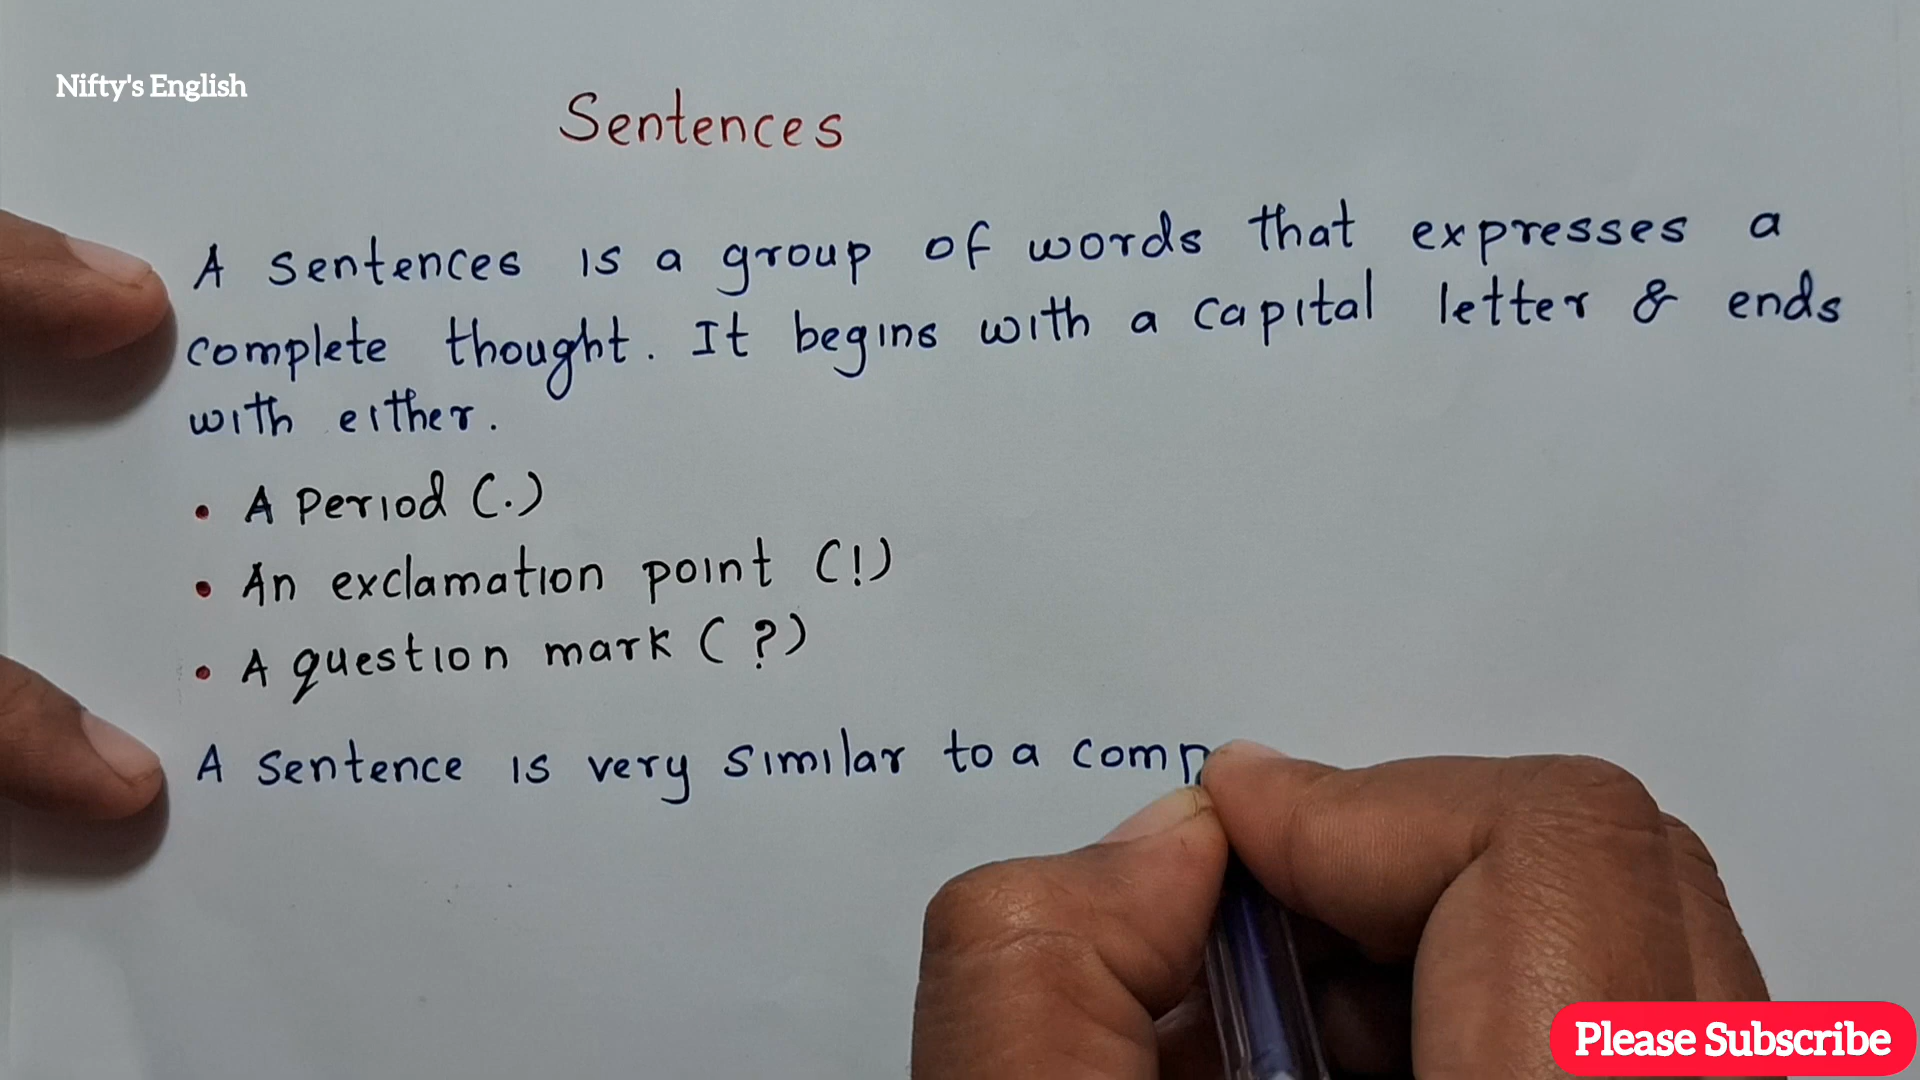 Nifty's English
Sentences
A sentences is a group of words that expresses a
complete thought. It begins with a capital letter & ends
with either.
• A period (.)
• An exclamation point (!)
• A question mark (?)
A sentence is very similar to a comp
Please Subscribe